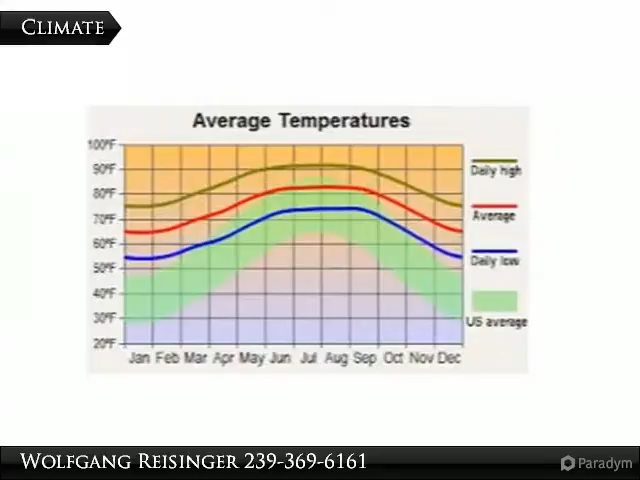 Climate
Average Temperatures
100°F
90°F
80°F
70°F
60°F
50°F
40°F
30°F
20°F
Jan Feb Mar Apr May Jun Jul Aug Sep Oct Nov Dec
Daily high
Average
Daily low
US average
Wolfgang Reisinger 239-369-6161
Paradym